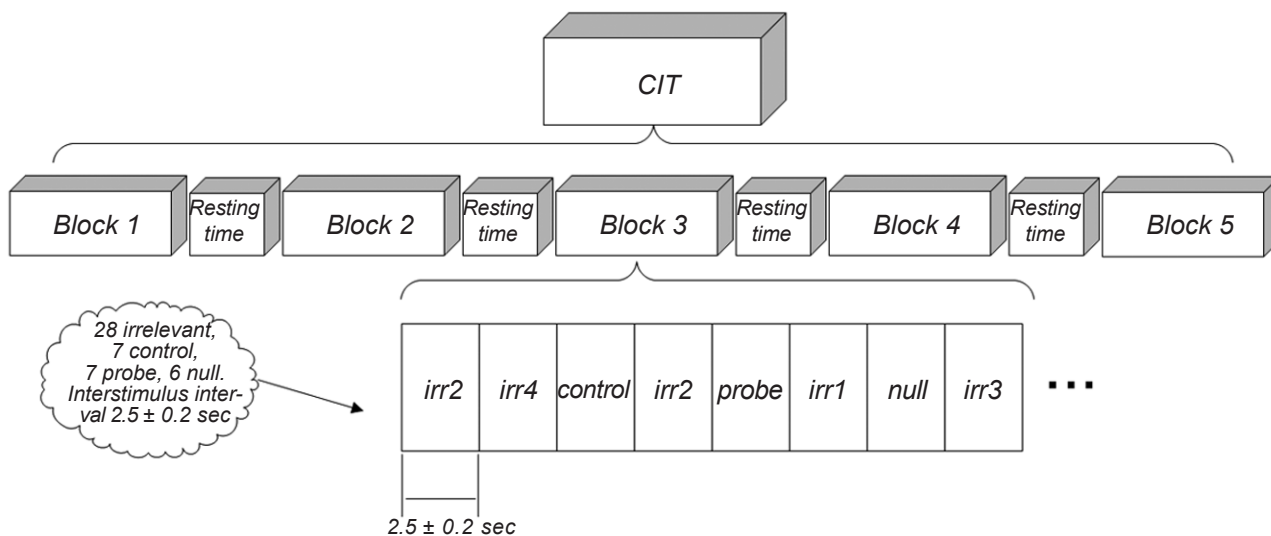 CIT
Block 1
Resting
time
Block 2
Resting
time
Block 3
Resting
time
Block 4
Resting
time
Block 5
28 irrelevant,
7 control,
7 probe, 6 null.
Interstimulus inter-
val 2.5 ± 0.2 sec
irr2 irr4 control irr2 probe irr1 null irr3 ...
2.5 ± 0.2 sec